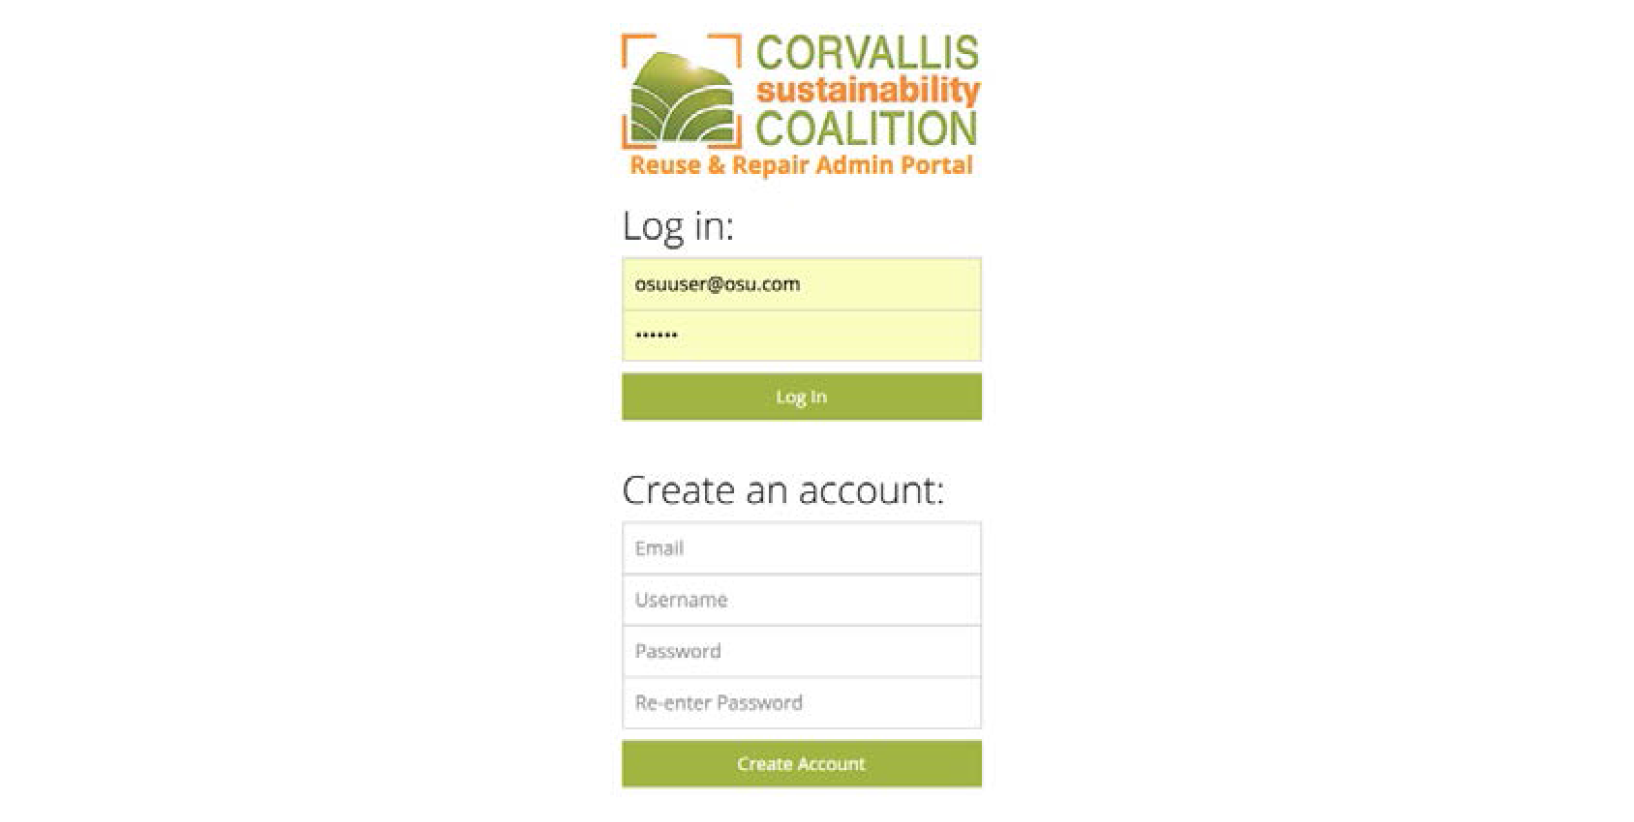 CORVALLIS
sustainability
COALITION
Reuse & Repair Admin Portal
Log in:
osuuser@osu.com
••••••
Log In
Create an account:
Email
Username
Password
Re-enter Password
Create Account